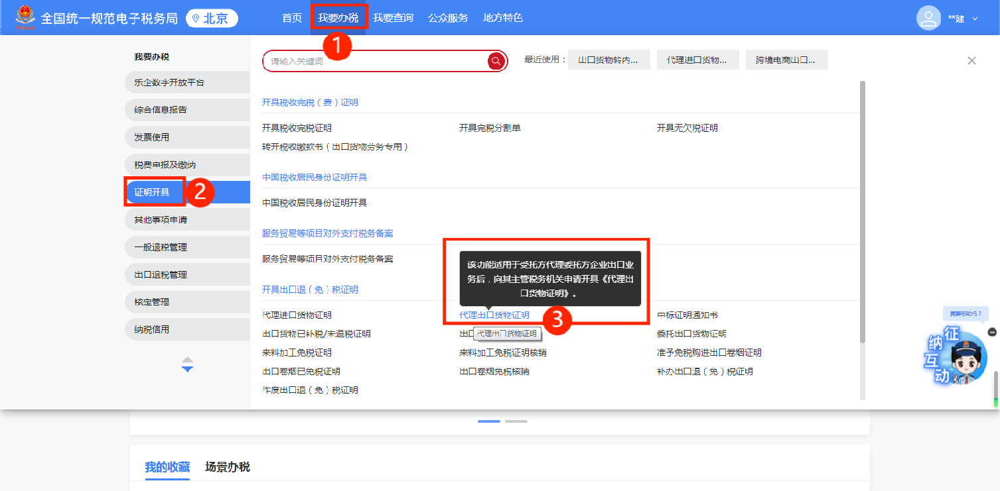 全国统一规范电子税务局
北京
首页
我要办税
我要查询
公众服务
地方特色
**建
1
我要办税
请输入关键词
最近使用：
出口货物转内...
代理进口货物...
跨境电商出口...
乐企数字开放平台
综合信息报告
发票使用
税费申报及缴纳
证明开具
2
其他事项申请
一般退税管理
出口退税管理
核定管理
纳税信用
开具税收完税（费）证明
开具税收完税证明
开具完税分割单
开具无欠税证明
转开税收缴款书（出口货物劳务专用）
中国税收居民身份证明开具
中国税收居民身份证明开具
服务贸易等项目对外支付税务备案
服务贸易等项目对外支付税务备案
该功能适用于受托方代理委托方企业出口业
务后，向其主管税务机关申请开具《代理出
口货物证明》。
开具出口退（免）税证明
代理进口货物证明
代理出口货物证明
3
中标证明通知书
出口货物已补税/未退税证明
出口
代理出口货物证明
委托出口货物证明
来料加工免税证明
来料加工免税证明核销
准予免税购进出口卷烟证明
出口卷烟已免税证明
出口卷烟免税核销
补办出口退（免）税证明
作废出口退（免）税证明
需要帮助吗？
征纳互动
我的收藏
场景办税